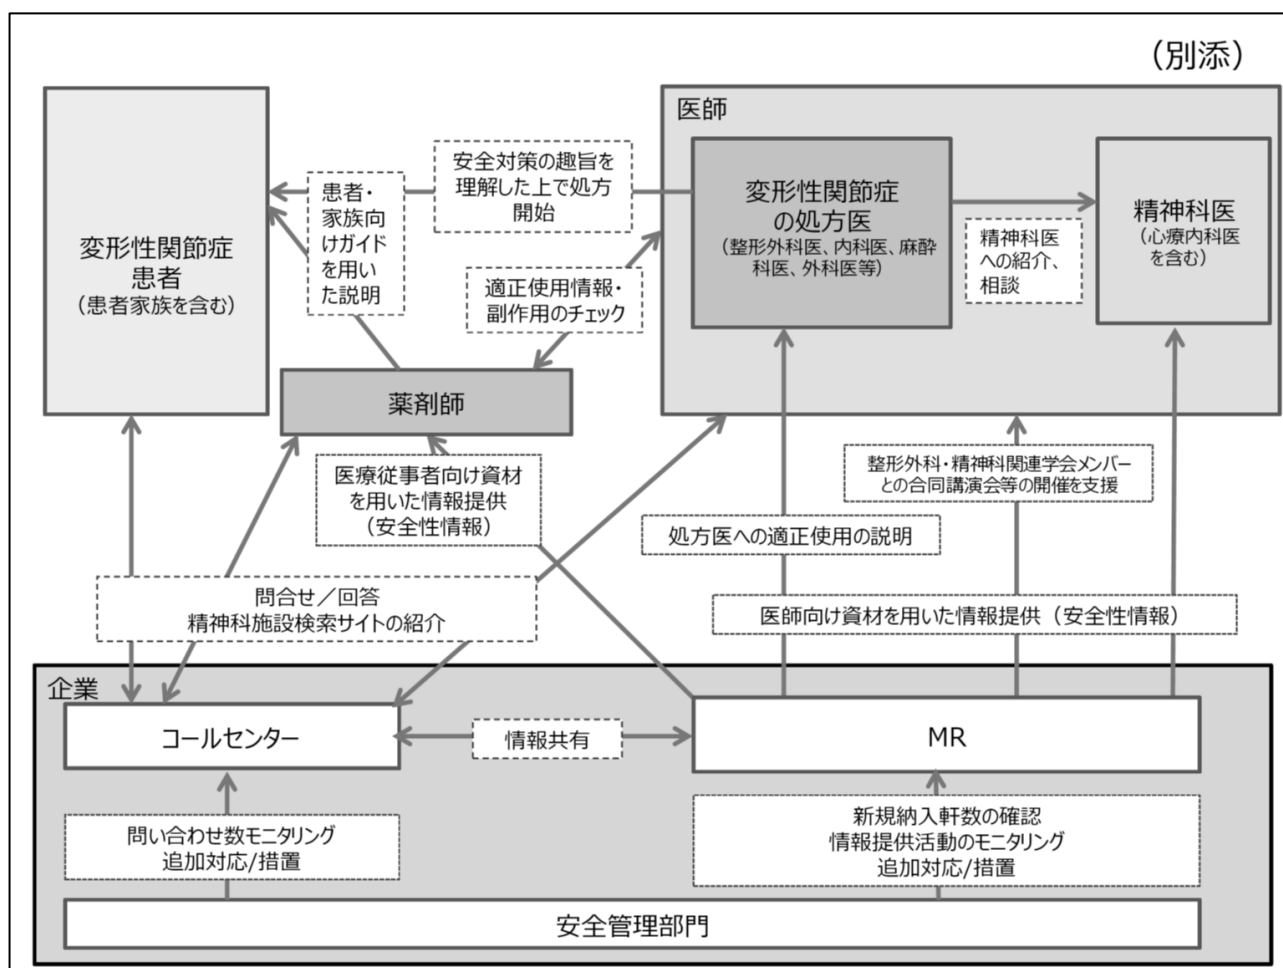 (別添)
医師
変形性関節症
患者
(患者家族を含む)
患者・
家族向
けガイド
を用い
た説明
安全対策の趣旨を
理解した上で処方
開始
適正使用情報・
副作用のチェック
変形性関節症
の処方医
(整形外科医、内科医、麻酔
科医、外科医等)
精神科医
への紹介、
相談
精神科医
(心療内科医
を含む)
薬剤師
医療従事者向け資材
を用いた情報提供
(安全性情報)
整形外科・精神科関連学会メンバー
との合同講演会等の開催を支援
処方医への適正使用の説明
問合せ/回答
精神科施設検索サイトの紹介
医師向け資材を用いた情報提供(安全性情報)
企業
コールセンター
情報共有
MR
問い合わせ数モニタリング
追加対応/措置
新規納入軒数の確認
情報提供活動のモニタリング
追加対応/措置
安全管理部門